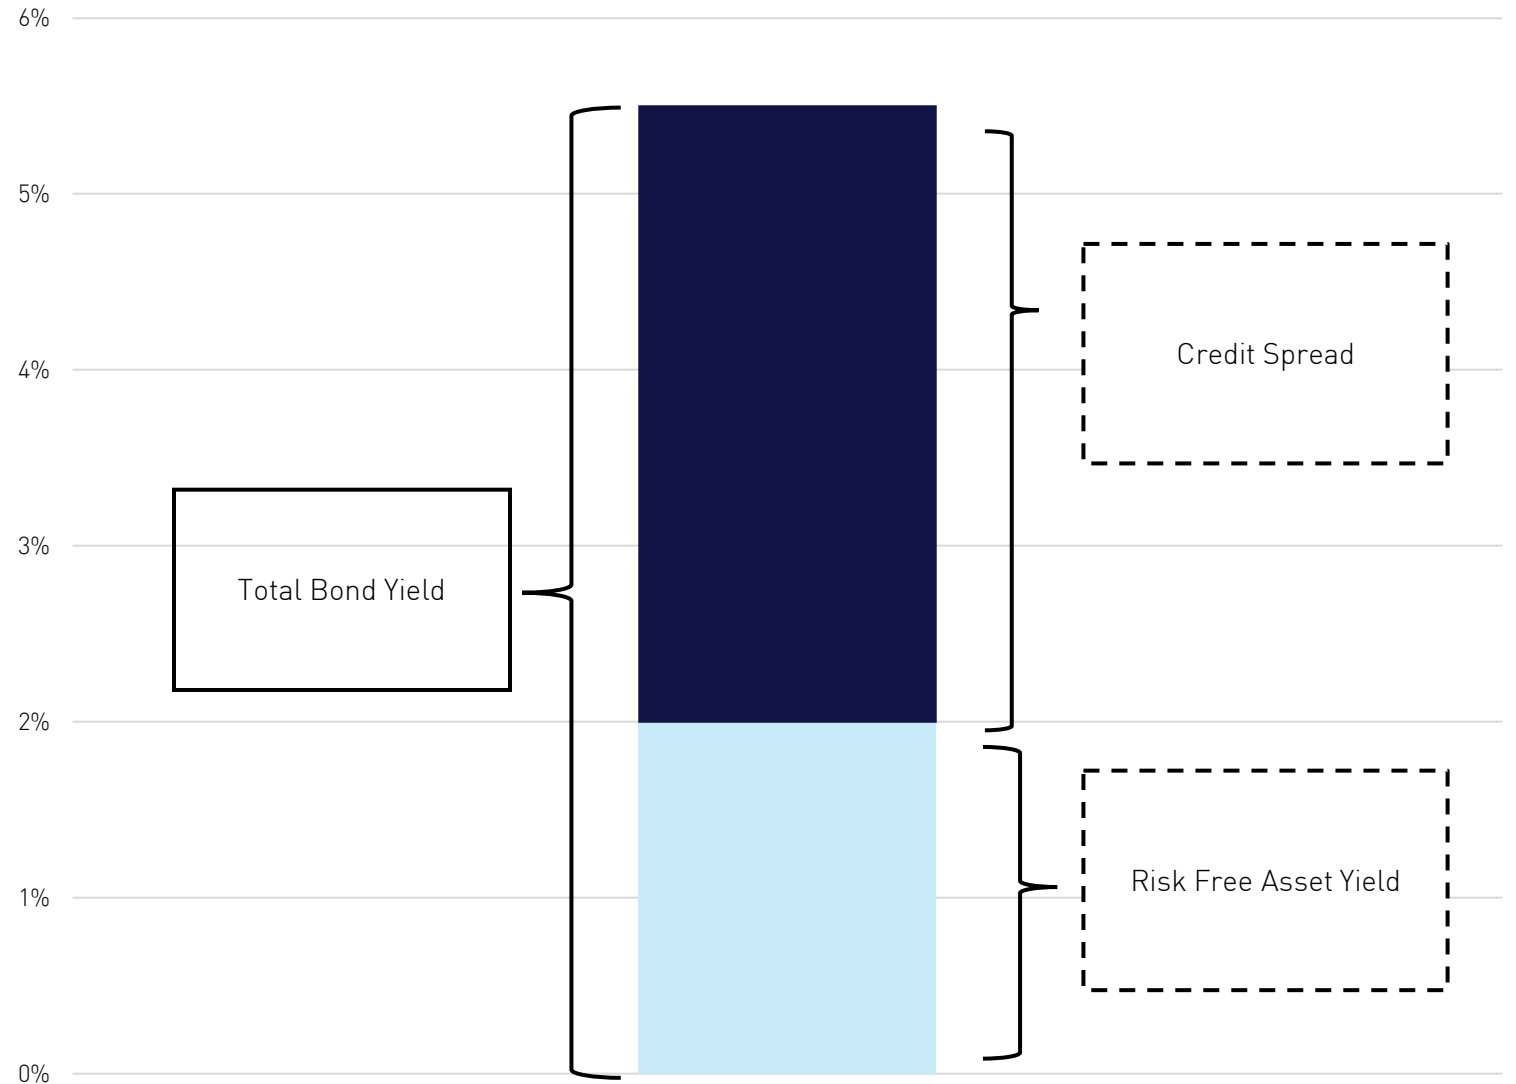 6%
5%
Credit Spread
4%
3%
Total Bond Yield
2%
Risk Free Asset Yield
1%
0%